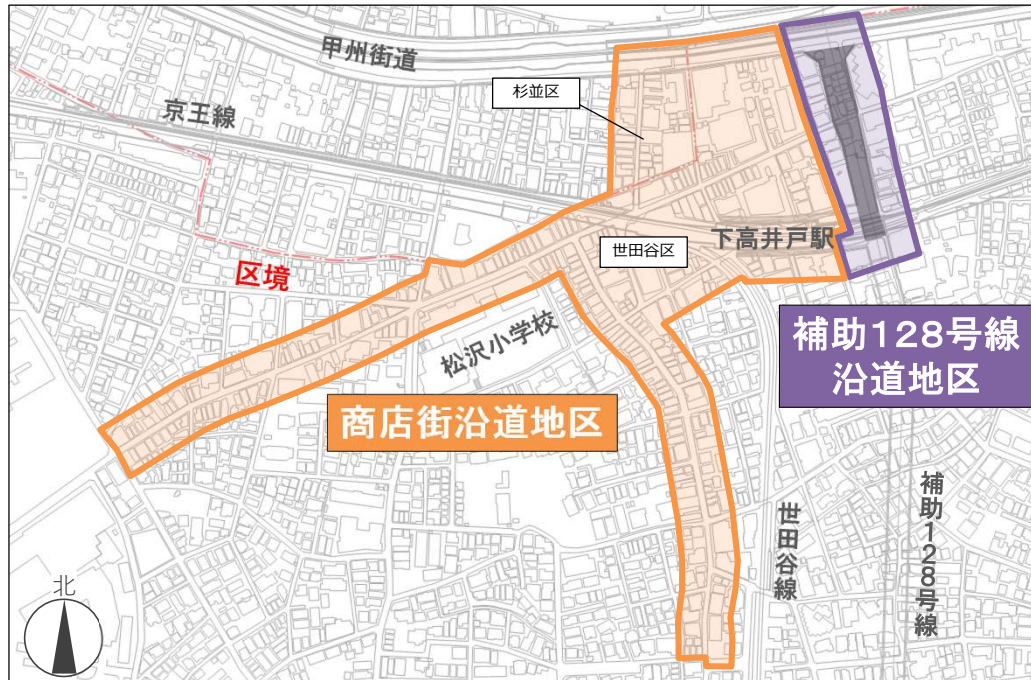 甲州街道
杉並区
京王線
世田谷区
下高井戸駅
区境
松沢小学校
補助128号線
沿道地区
商店街沿道地区
世田谷線
補助128号線
北